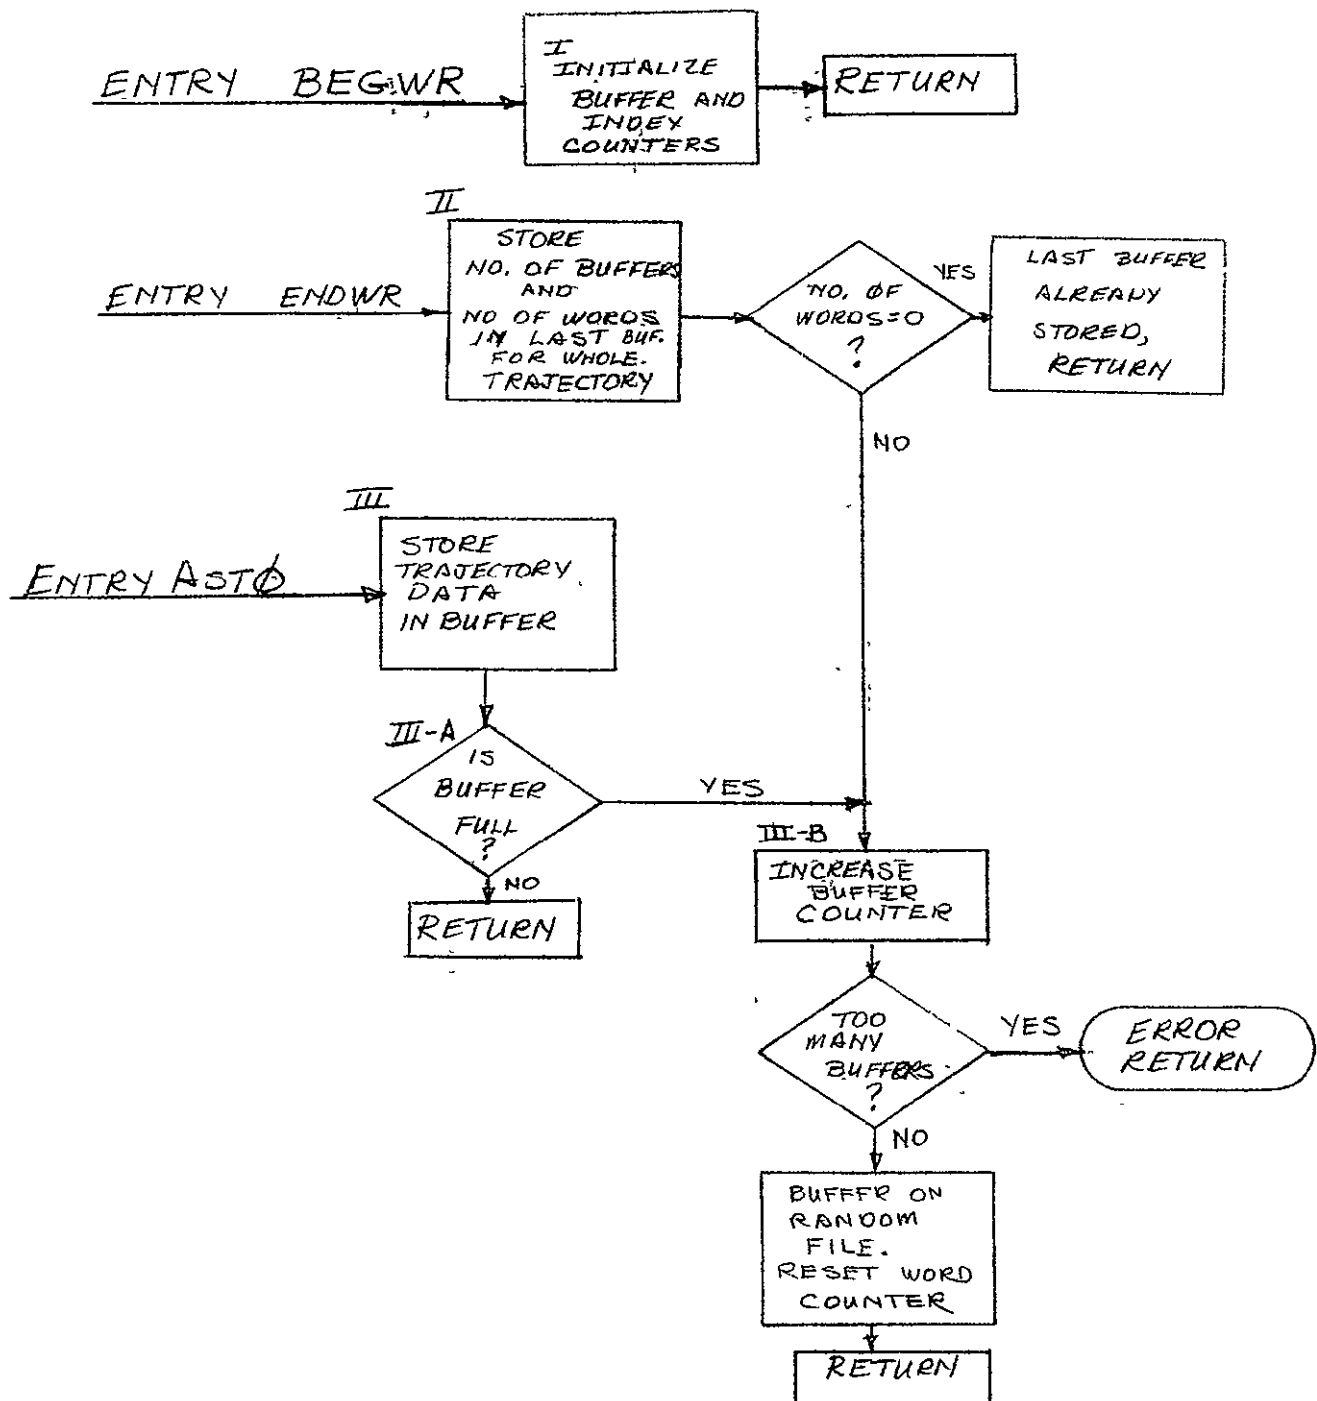 ENTRY BEGWR
I
INITIALIZE
BUFFER AND
INDEX
COUNTERS
RETURN
II
ENTRY ENDWR
STORE
NO. OF BUFFERS
AND
NO OF WORDS
IN LAST BUF.
FOR WHOLE.
TRAJECTORY
NO. ØF
WORDS=0
?
YES
LAST BUFFER
ALREADY
STORED,
RETURN
NO
III
ENTRY ASTØ
STORE
TRAJECTORY
DATA
IN BUFFER
III-A
IS
BUFFER
FULL
?
YES
NO
RETURN
III-B
INCREASE
BUFFER
COUNTER
TOO
MANY
BUFFERS
?
YES
ERROR
RETURN
NO
BUFFER ON
RANDOM
FILE.
RESET WORD
COUNTER
RETURN